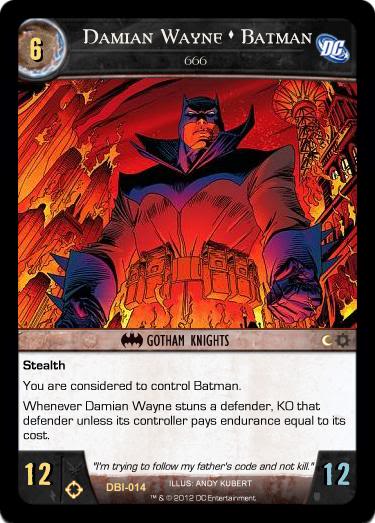 6
Damian Wayne ♦ Batman
DC
666
GOTHAM KNIGHTS
Stealth
You are considered to control Batman.
Whenever Damian Wayne stuns a defender, KO that
defender unless its controller pays endurance equal to its
cost.
"I'm trying to follow my father's code and not kill."
12
DBI-014
ILLUS: ANDY KUBERT
12
™ & © 2012 DC Entertainment.